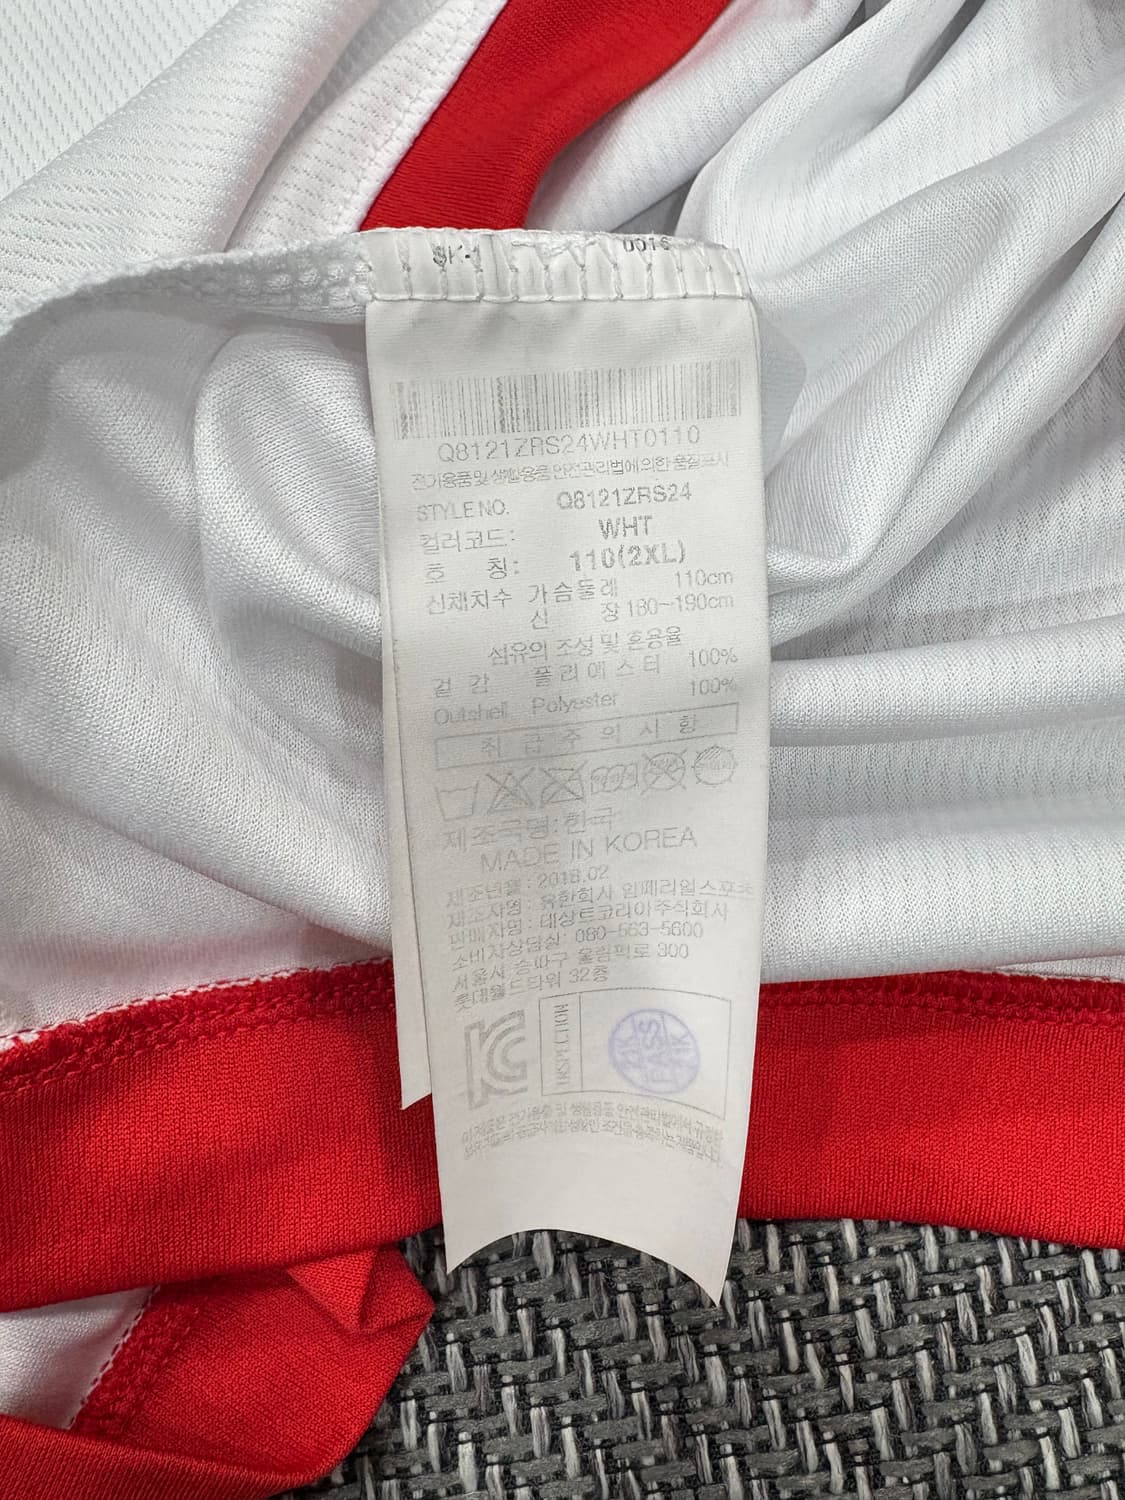 SK-1 0016
Q8121ZRS24WHT0110
전기용품 및 생활용품 안전관리법에 의한 품질표시
STYLE NO. Q8121ZRS24
컬러코드: WHT
호 칭: 110(2XL)
신체치수 가슴둘레 110cm
신 장 180~190cm
섬유의 조성 및 혼용율
겉감 폴리에스터 100%
Outshell Polyester 100%
취급주의사항
제조국명: 한국
MADE IN KOREA
제조년월: 2018.02
제조자명: 유한회사 임페리얼스포츠
판매자명: 데상트코리아주식회사
소비자상담실: 080-563-5600
서울시 송파구 올림픽로 300
롯데월드타워 32층
INSPECTION
PASS